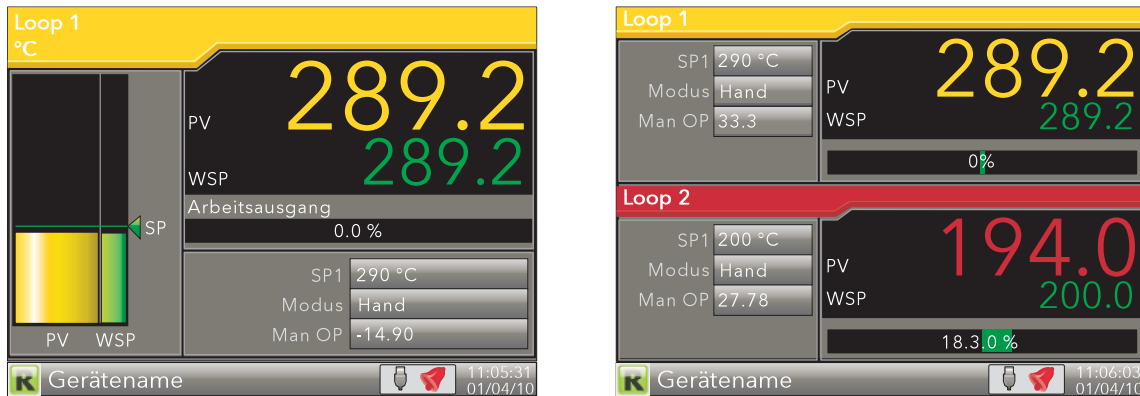 Loop 1
°C
PV
289.2
WSP
289.2
SP
Arbeitsausgang
0.0 %
SP1 290 °C
Modus Hand
Man OP -14.90
PV WSP
Gerätename
11:05:31
01/04/10
Loop 1
SP1 290 °C
Modus Hand
Man OP 33.3
PV 289.2
WSP 289.2
0%
Loop 2
SP1 200 °C
Modus Hand
Man OP 27.78
PV 194.0
WSP 200.0
18.3.0 %
Gerätename
11:06:03
01/04/10